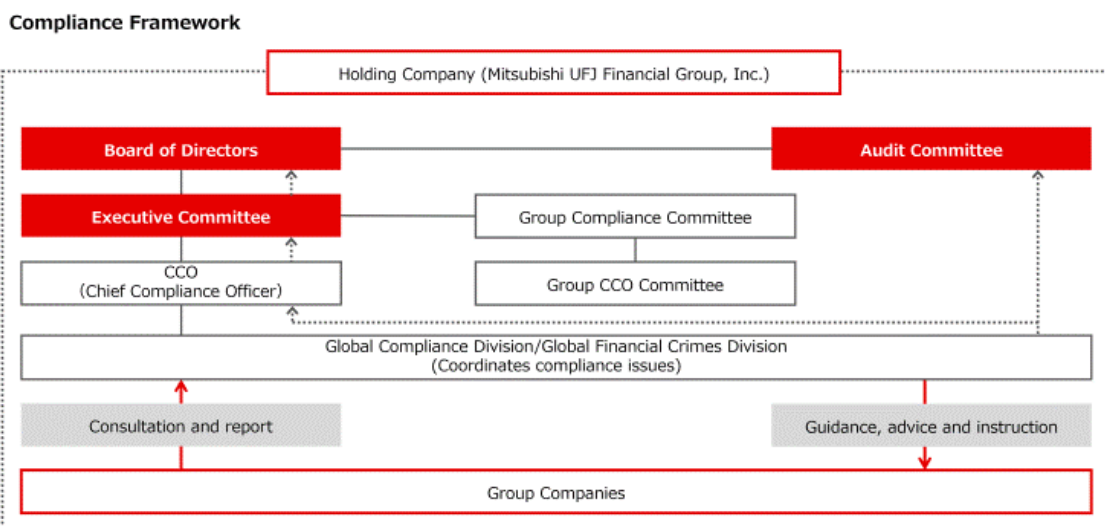 Compliance Framework
Holding Company (Mitsubishi UFJ Financial Group, Inc.)
Board of Directors
Audit Committee
Executive Committee
Group Compliance Committee
CCO
(Chief Compliance Officer)
Group CCO Committee
Global Compliance Division/Global Financial Crimes Division
(Coordinates compliance issues)
Consultation and report
Guidance, advice and instruction
Group Companies